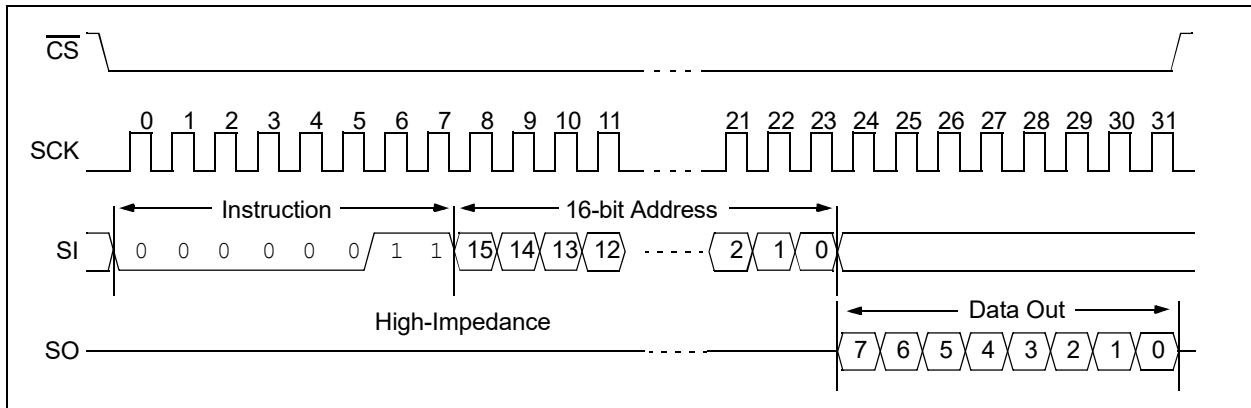 CS
0 1 2 3 4 5 6 7 8 9 10 11 21 22 23 24 25 26 27 28 29 30 31
SCK
Instruction 16-bit Address
SI 0 0 0 0 0 0 1 1 15 14 13 12 2 1 0
High-Impedance Data Out
SO 7 6 5 4 3 2 1 0